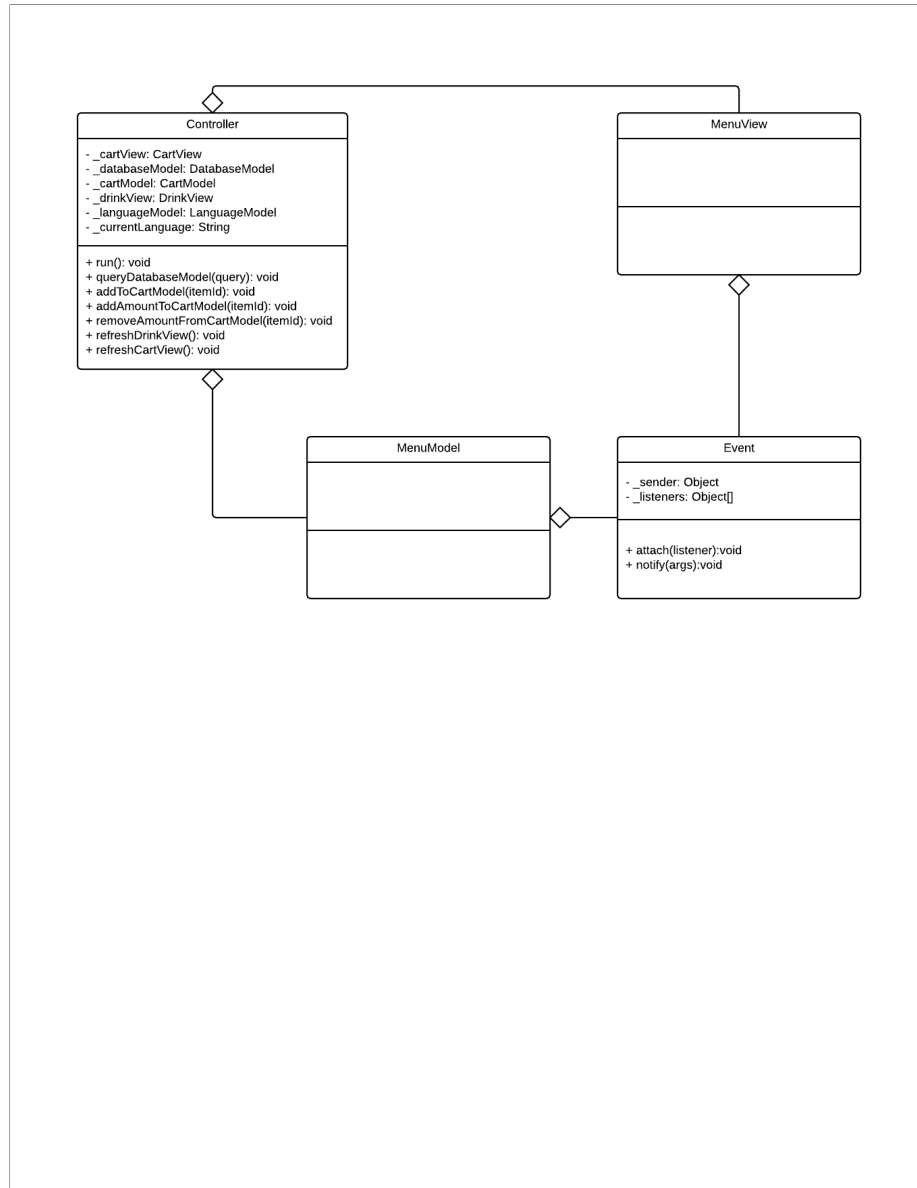 Controller
- _cartView: CartView
- _databaseModel: DatabaseModel
- _cartModel: CartModel
- _drinkView: DrinkView
- _languageModel: LanguageModel
- _currentLanguage: String
+ run(): void
+ queryDatabaseModel(query): void
+ addToCartModel(itemId): void
+ addAmountToCartModel(itemId): void
+ removeAmountFromCartModel(itemId): void
+ refreshDrinkView(): void
+ refreshCartView(): void
MenuView
MenuModel
Event
- _sender: Object
- _listeners: Object[]
+ attach(listener):void
+ notify(args):void